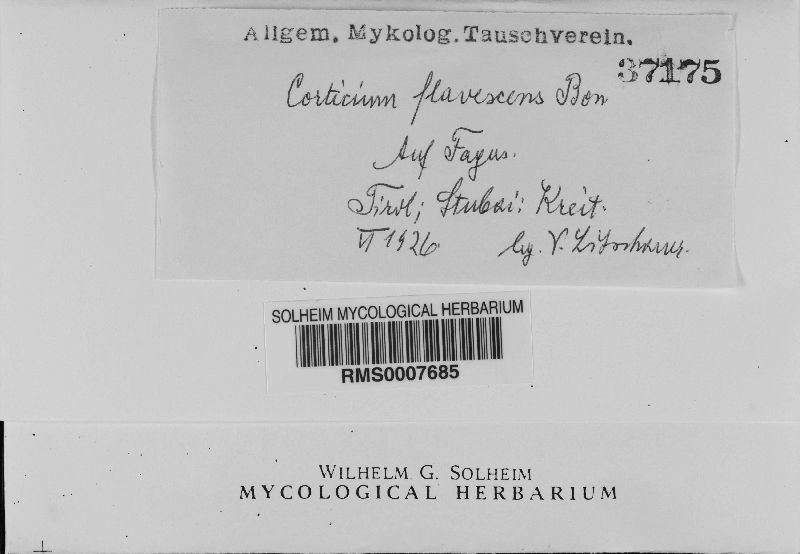 Allgem. Mykolog. Tauschverein.
37175
Corticium flavescens Bon
Auf Fagus.
Tirol; Stubai: Kreit.
VI 1926. leg. V. Litschauer.
SOLHEIM MYCOLOGICAL HERBARIUM
RMS0007685
WILHELM G. SOLHEIM
MYCOLOGICAL HERBARIUM